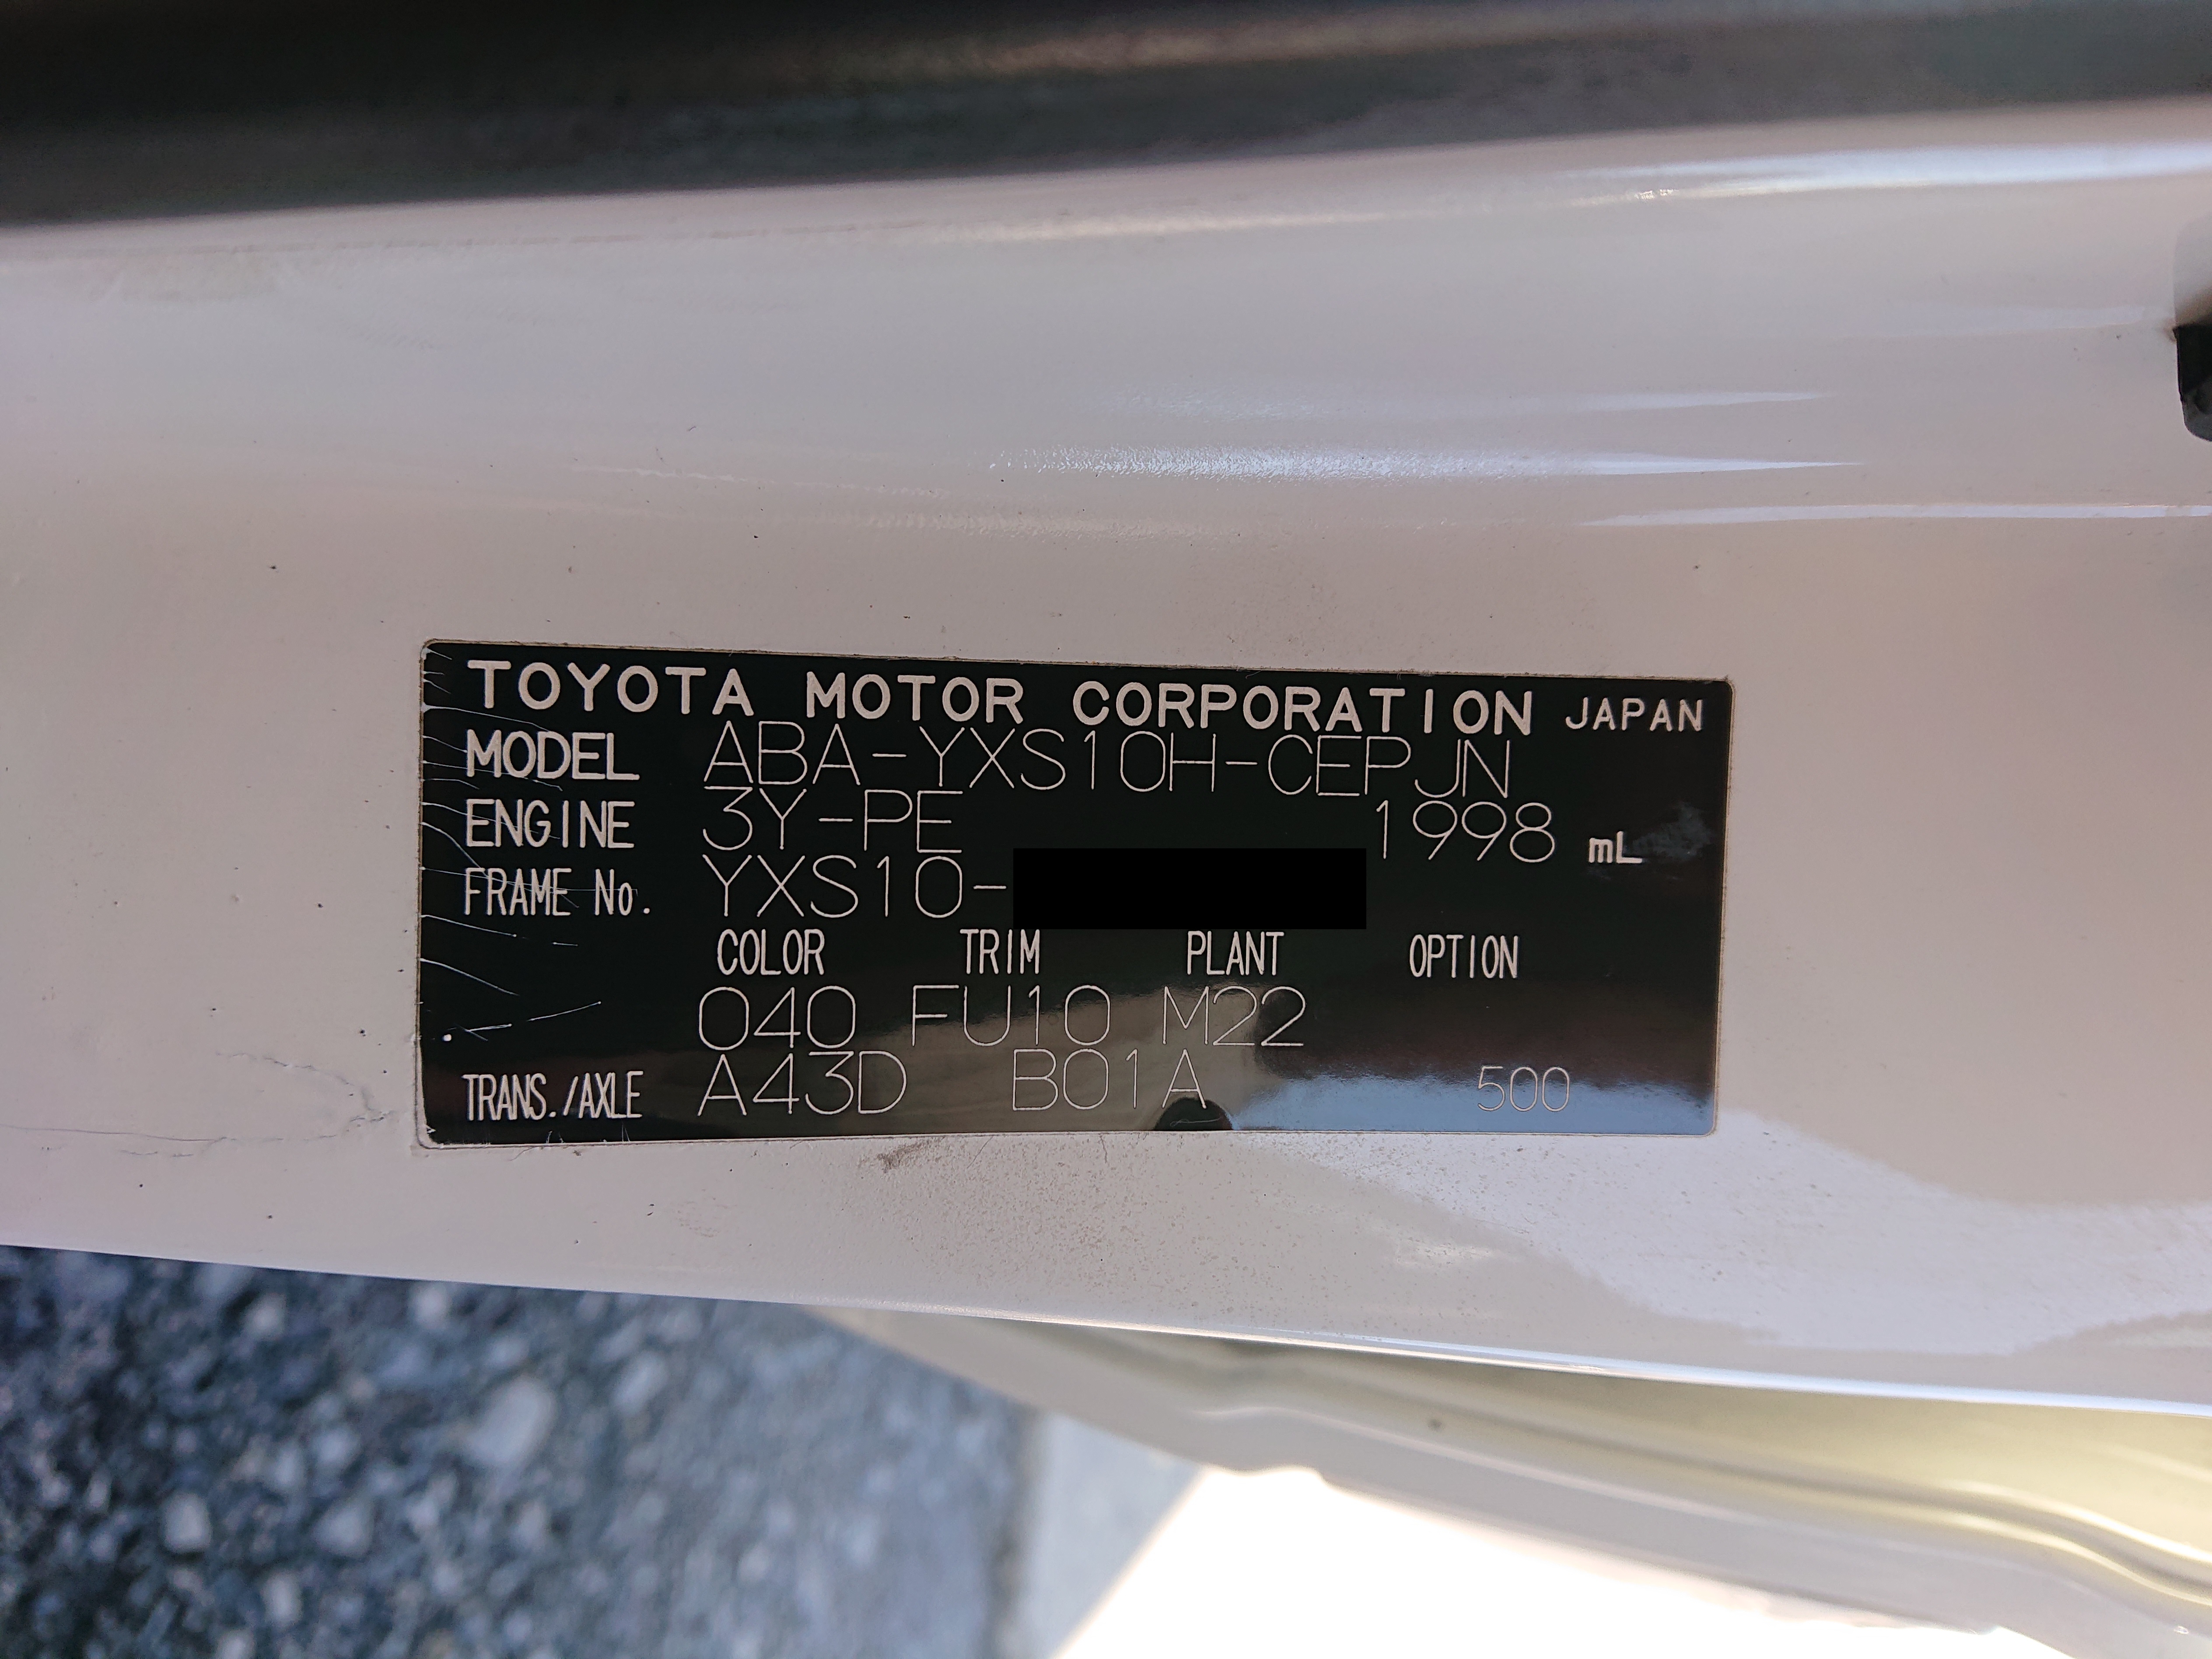 TOYOTA MOTOR CORPORATION JAPAN
MODEL ABA-YXS10H-CEPJN
ENGINE 3Y-PE 1998 mL
FRAME No. YXS10-
COLOR TRIM PLANT OPTION
040 FU10 M22
TRANS./AXLE A43D B01A 500